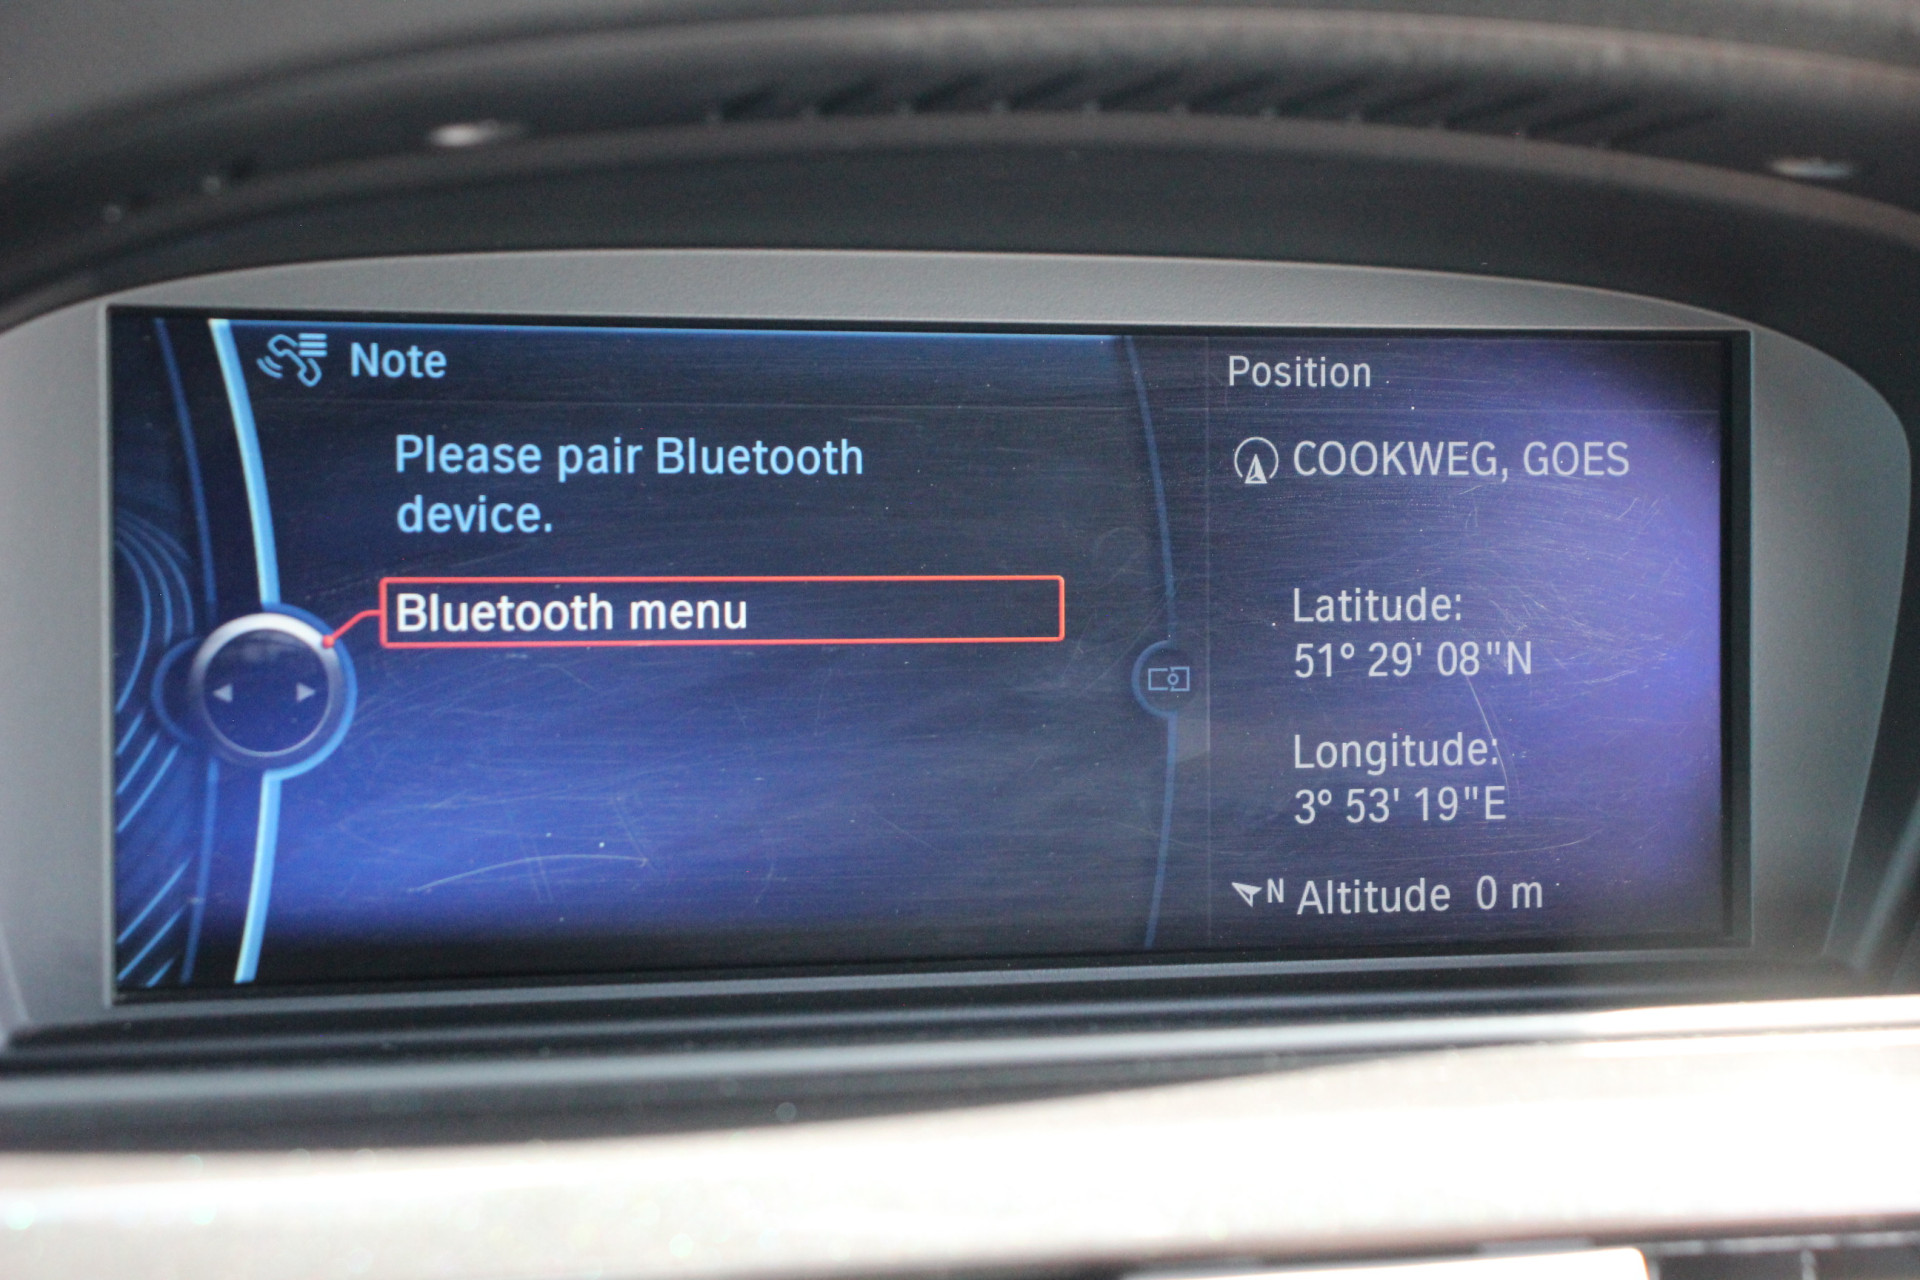 Note
Please pair Bluetooth
device.
Bluetooth menu
Position
COOKWEG, GOES
Latitude:
51° 29' 08"N
Longitude:
3° 53' 19"E
N Altitude 0 m